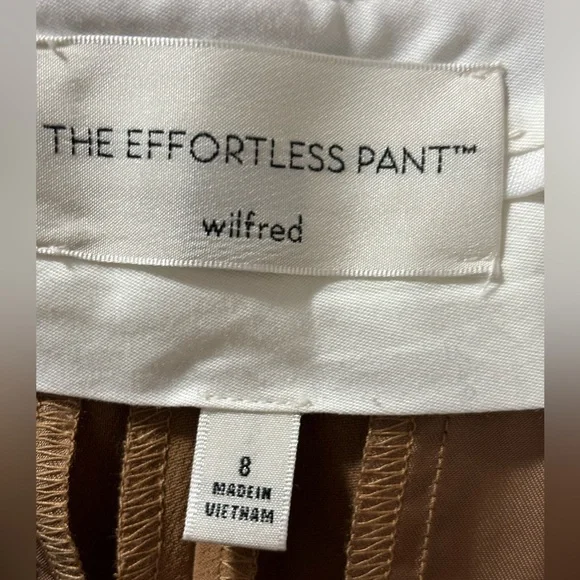 THE EFFORTLESS PANT™
wilfred
8
MADE IN
VIETNAM